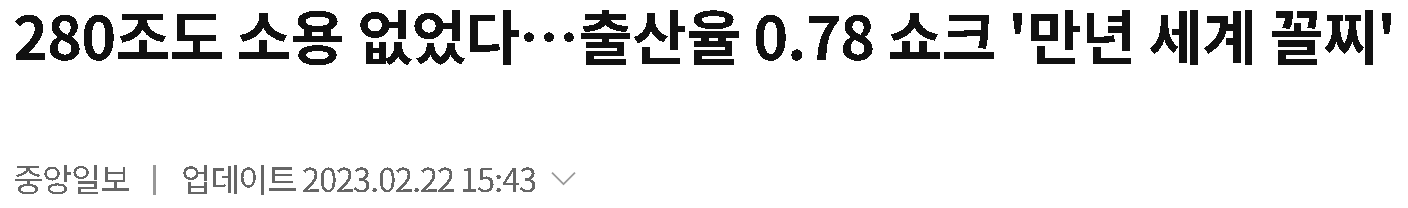 280조도 소용 없었다…출산율 0.78 쇼크 '만년 세계 꼴찌'
중앙일보 | 업데이트 2023.02.22 15:43